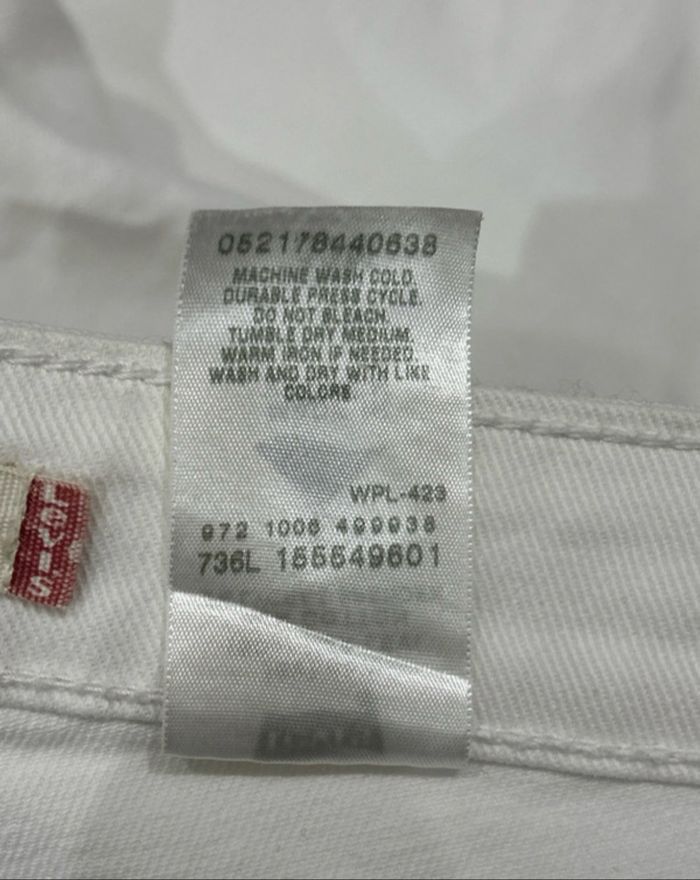 052178440638
MACHINE WASH COLD.
DURABLE PRESS CYCLE.
DO NOT BLEACH.
TUMBLE DRY MEDIUM.
WARM IRON IF NEEDED.
WASH AND DRY WITH LIKE
COLORS
WPL-423
972 1006 499938
736L 155549601
Levi's